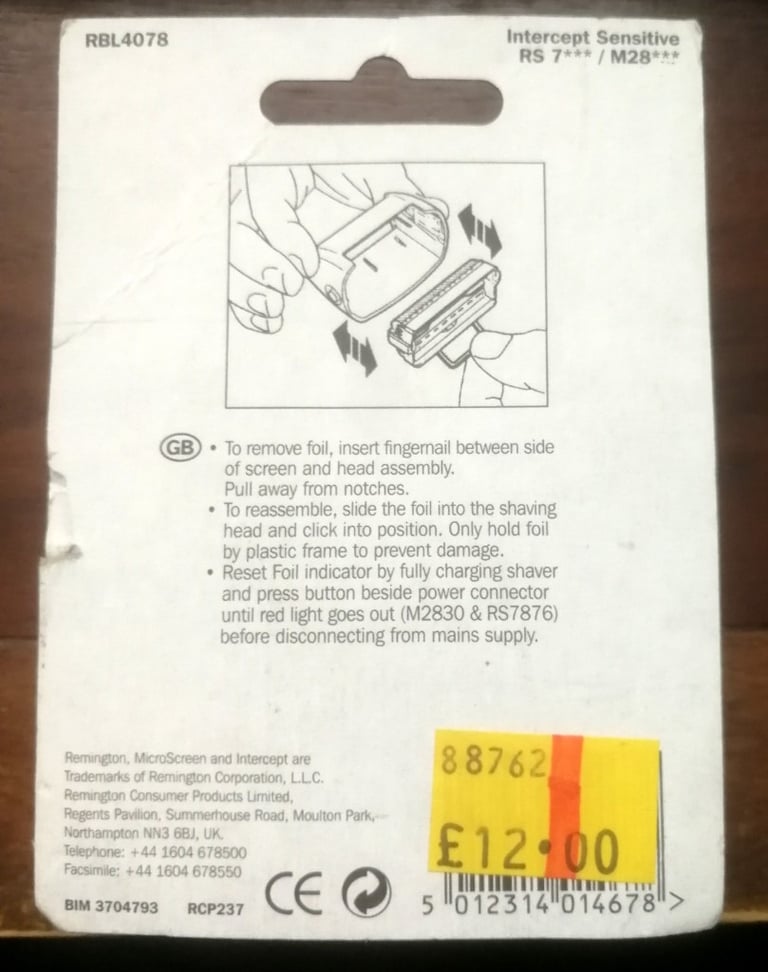 RBL4078
Intercept Sensitive
RS 7*** / M28***
GB
• To remove foil, insert fingernail between side
of screen and head assembly.
Pull away from notches.
• To reassemble, slide the foil into the shaving
head and click into position. Only hold foil
by plastic frame to prevent damage.
• Reset Foil indicator by fully charging shaver
and press button beside power connector
until red light goes out (M2830 & RS7876)
before disconnecting from mains supply.
Remington, MicroScreen and Intercept are
Trademarks of Remington Corporation, L.L.C.
Remington Consumer Products Limited,
Regents Pavilion, Summerhouse Road, Moulton Park,
Northampton NN3 6BJ, UK.
Telephone: +44 1604 678500
Facsimile: +44 1604 678550
BIM 3704793 RCP237
CE
88762
£12·00
5 012314 014678 >